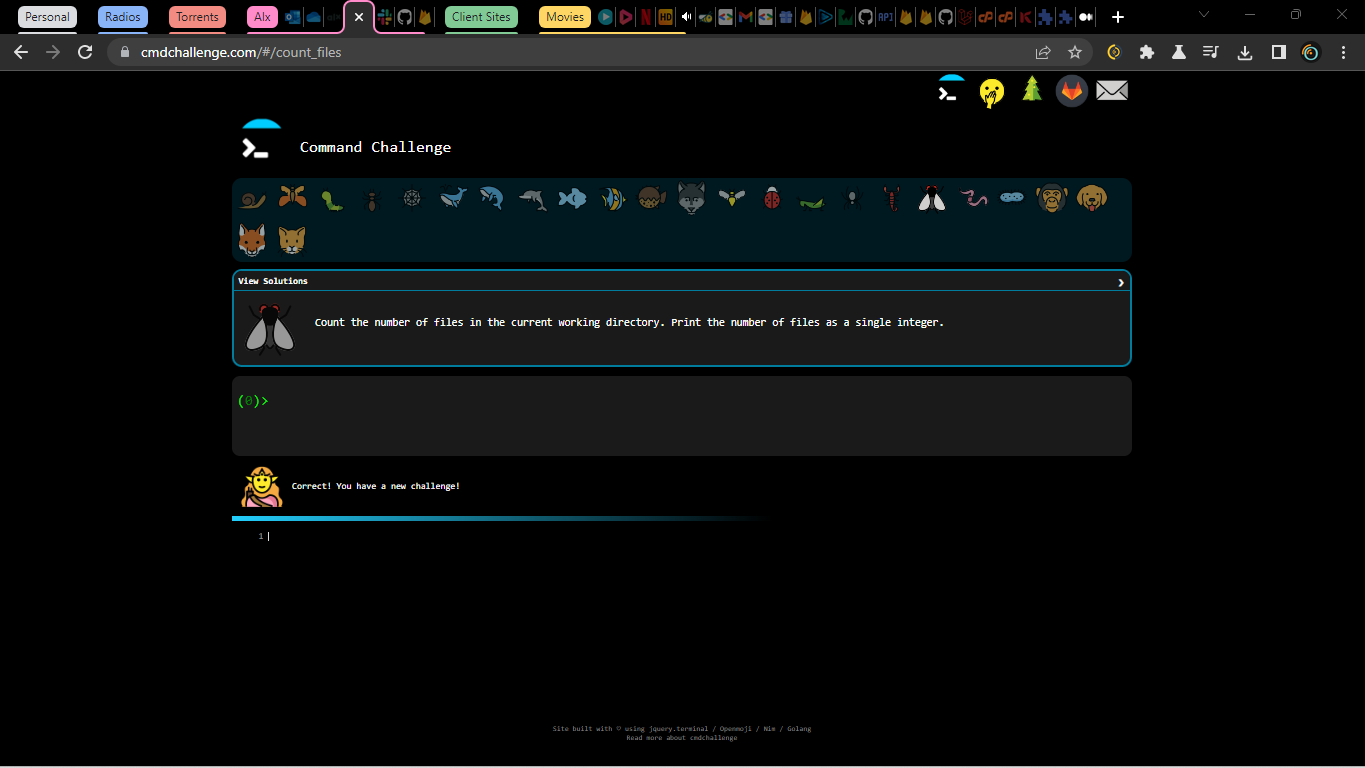 Personal Radios Torrents Alx Client Sites Movies
cmdchallenge.com/#/count_files
Command Challenge
View Solutions
Count the number of files in the current working directory. Print the number of files as a single integer.
(0)>
Correct! You have a new challenge!
1
Site built with ♡ using jquery.terminal / Openmoji / Nim / Golang
Read more about cmdchallenge